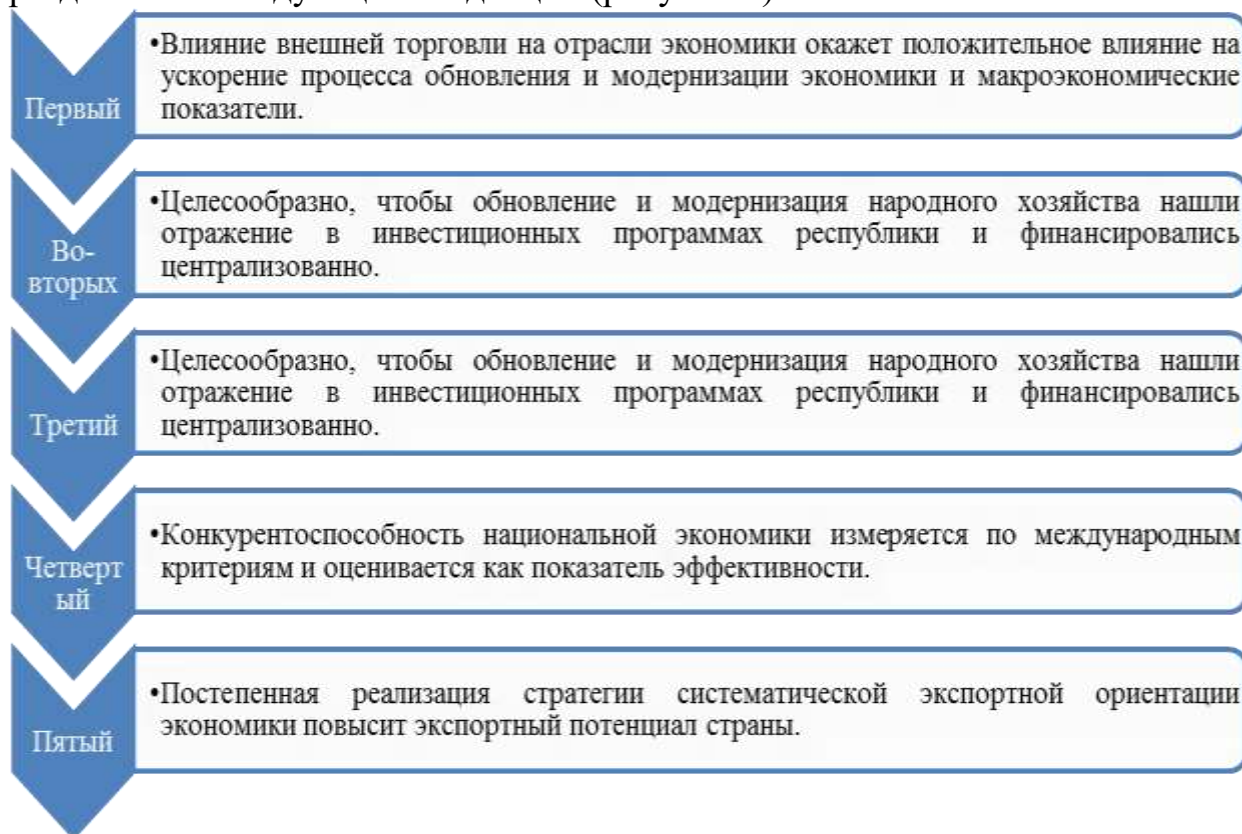 •Влияние внешней торговли на отрасли экономики окажет положительное влияние на
ускорение процесса обновления и модернизации экономики и макроэкономические
показатели.
Первый
•Целесообразно, чтобы обновление и модернизация народного хозяйства нашли
отражение в инвестиционных программах республики и финансировались
централизованно.
Во-
вторых
•Целесообразно, чтобы обновление и модернизация народного хозяйства нашли
отражение в инвестиционных программах республики и финансировались
централизованно.
Третий
•Конкурентоспособность национальной экономики измеряется по международным
критериям и оценивается как показатель эффективности.
Четверт
ый
•Постепенная реализация стратегии систематической экспортной ориентации
экономики повысит экспортный потенциал страны.
Пятый